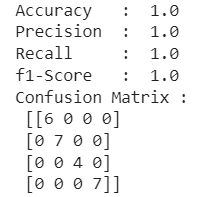 Accuracy   :  1.0
Precision  :  1.0
Recall     :  1.0
f1-Score   :  1.0
Confusion Matrix :
 [[6 0 0 0]
 [0 7 0 0]
 [0 0 4 0]
 [0 0 0 7]]